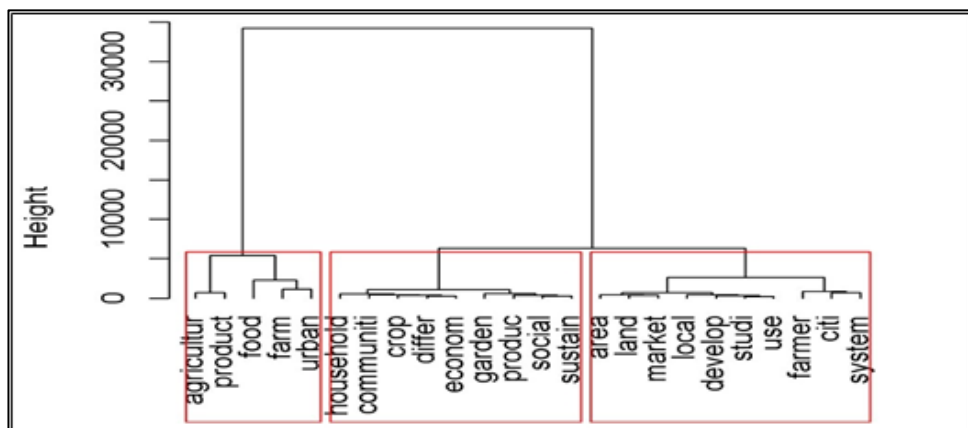 Height
0
10000
20000
30000
agricultur
product
food
farm
urban
household
communiti
crop
differ
econom
garden
produc
social
sustain
area
land
market
local
develop
studi
use
farmer
citi
system